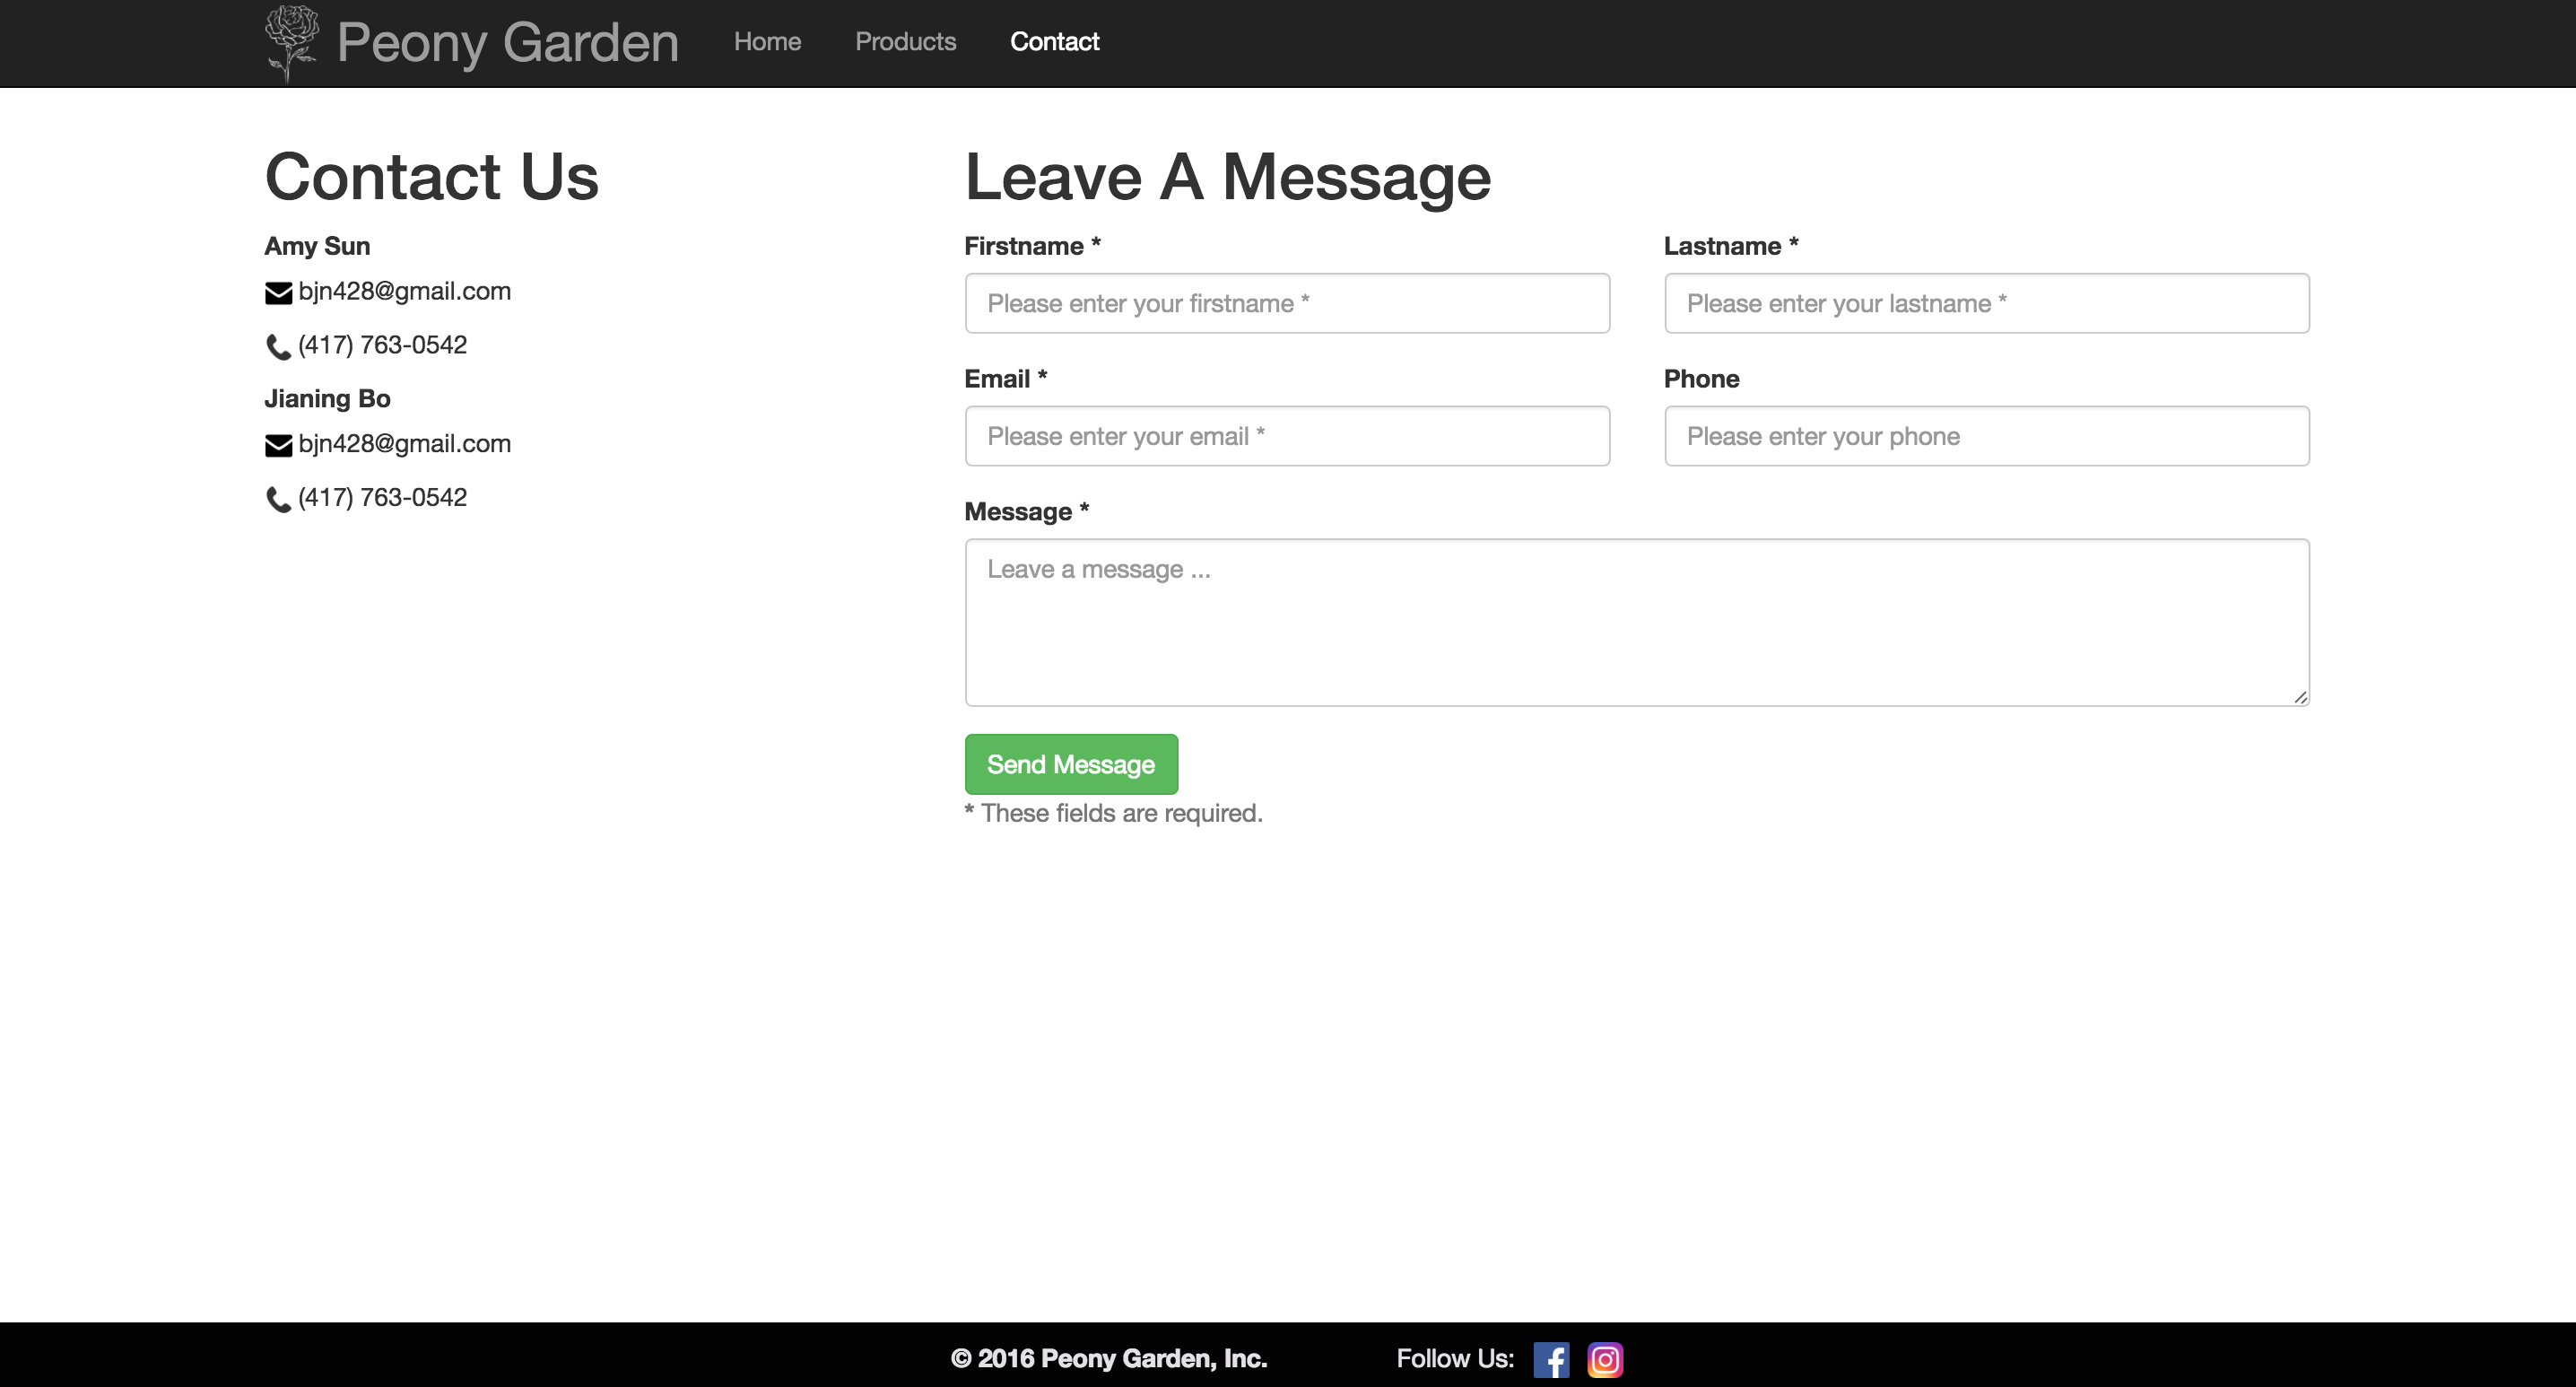 Peony Garden Home Products Contact
Contact Us
Amy Sun
bjn428@gmail.com
(417) 763-0542
Jianing Bo
bjn428@gmail.com
(417) 763-0542
Leave A Message
Firstname * Lastname *
Please enter your firstname * Please enter your lastname *
Email * Phone
Please enter your email * Please enter your phone
Message *
Leave a message ...
Send Message
* These fields are required.
© 2016 Peony Garden, Inc. Follow Us: